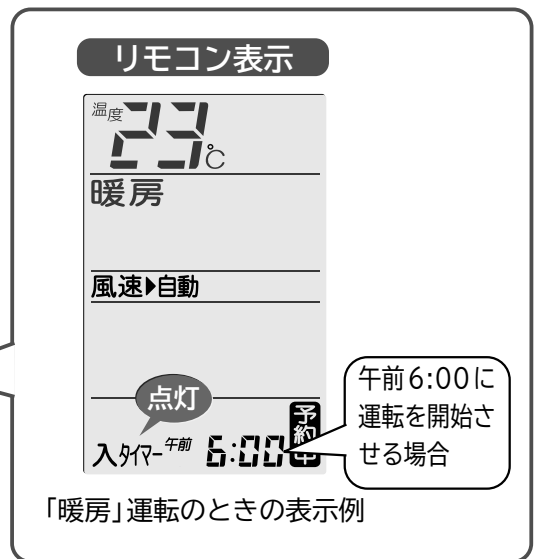 リモコン表示
温度 23℃
暖房
風速▶自動
点灯
入タイマー 午前 6:00 予約中
午前6:00に
運転を開始さ
せる場合
「暖房」運転のときの表示例